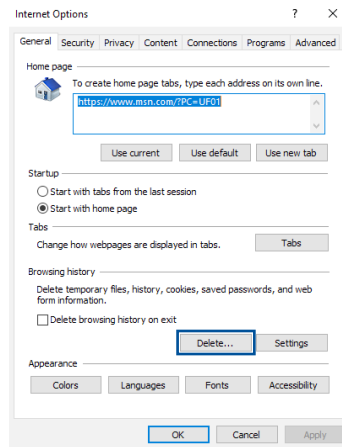 Internet Options ? ×
General Security Privacy Content Connections Programs Advanced
Home page
To create home page tabs, type each address on its own line.
https://www.msn.com/?PC=UF01
Use current Use default Use new tab
Startup
Start with tabs from the last session
Start with home page
Tabs
Change how webpages are displayed in tabs. Tabs
Browsing history
Delete temporary files, history, cookies, saved passwords, and web
form information.
Delete browsing history on exit
Delete... Settings
Appearance
Colors Languages Fonts Accessibility
OK Cancel Apply